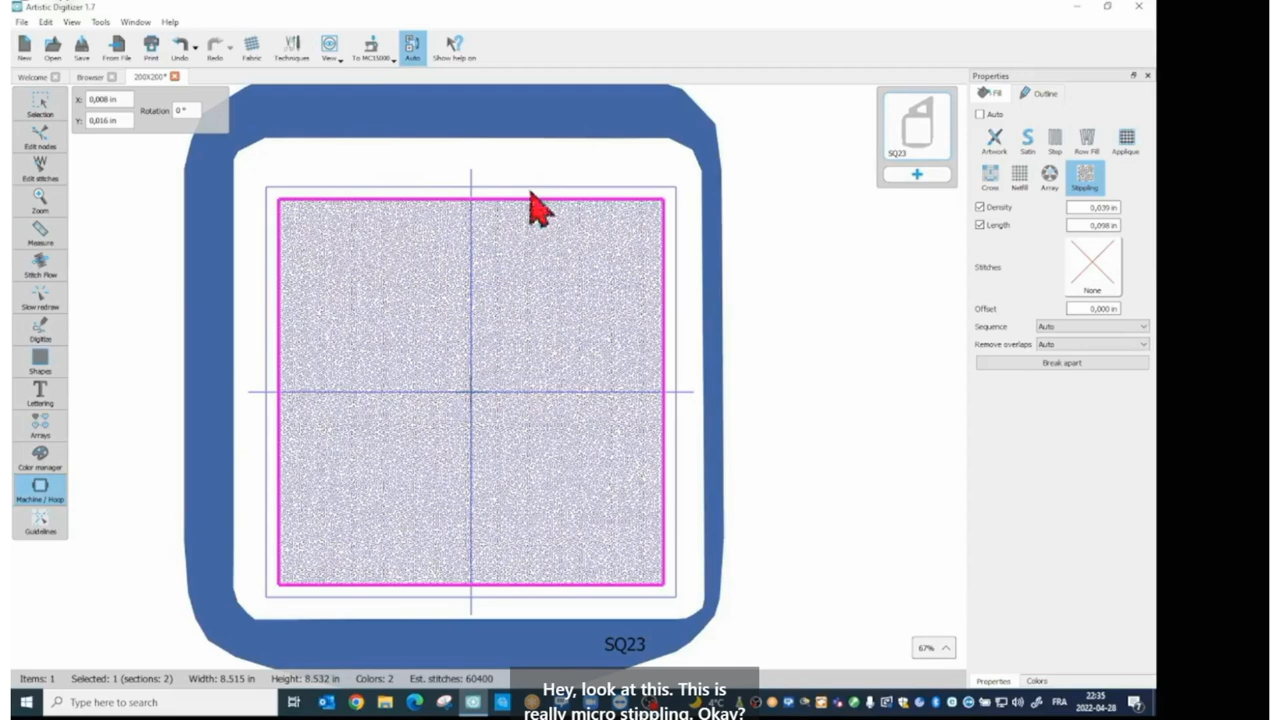 Artistic Digitizer 1.7
File Edit View Tools Window Help
New Open Save From File Print Undo Redo Fabric Techniques View To MC15000 Auto Show help on
Welcome Browser 200X200*
X: 0,008 in Rotation 0 °
Y: 0,016 in
Selection
Edit nodes
Edit stitches
Zoom
Measure
Stitch Flow
Slow redraw
Digitize
Shapes
Lettering
Arrays
Color manager
Machine / Hoop
Guidelines
SQ23
SQ23
67%
Properties
Fill Outline
Auto
Artwork Satin Step Row Fill Applique
Cross Netfill Array Stippling
Density 0,039 in
Length 0,098 in
Stitches
None
Offset 0,000 in
Sequence Auto
Remove overlaps Auto
Break apart
Properties Colors
Items: 1 Selected: 1 (sections: 2) Width: 8.515 in Height: 8.532 in Colors: 2 Est. stitches: 60400
Hey, look at this. This is
really micro stippling. Okay?
Type here to search
4°C
FRA
22:35
2022-04-28
7